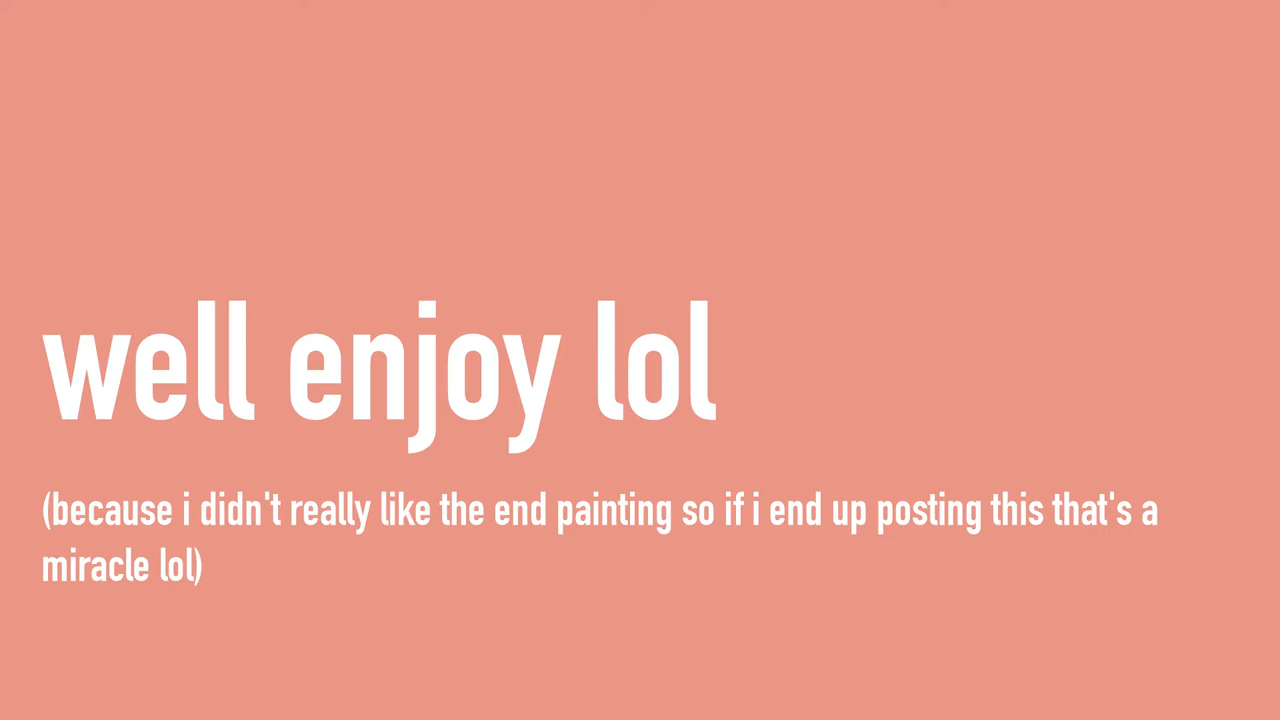 well enjoy lol
(because i didn't really like the end painting so if i end up posting this that's a
miracle lol)